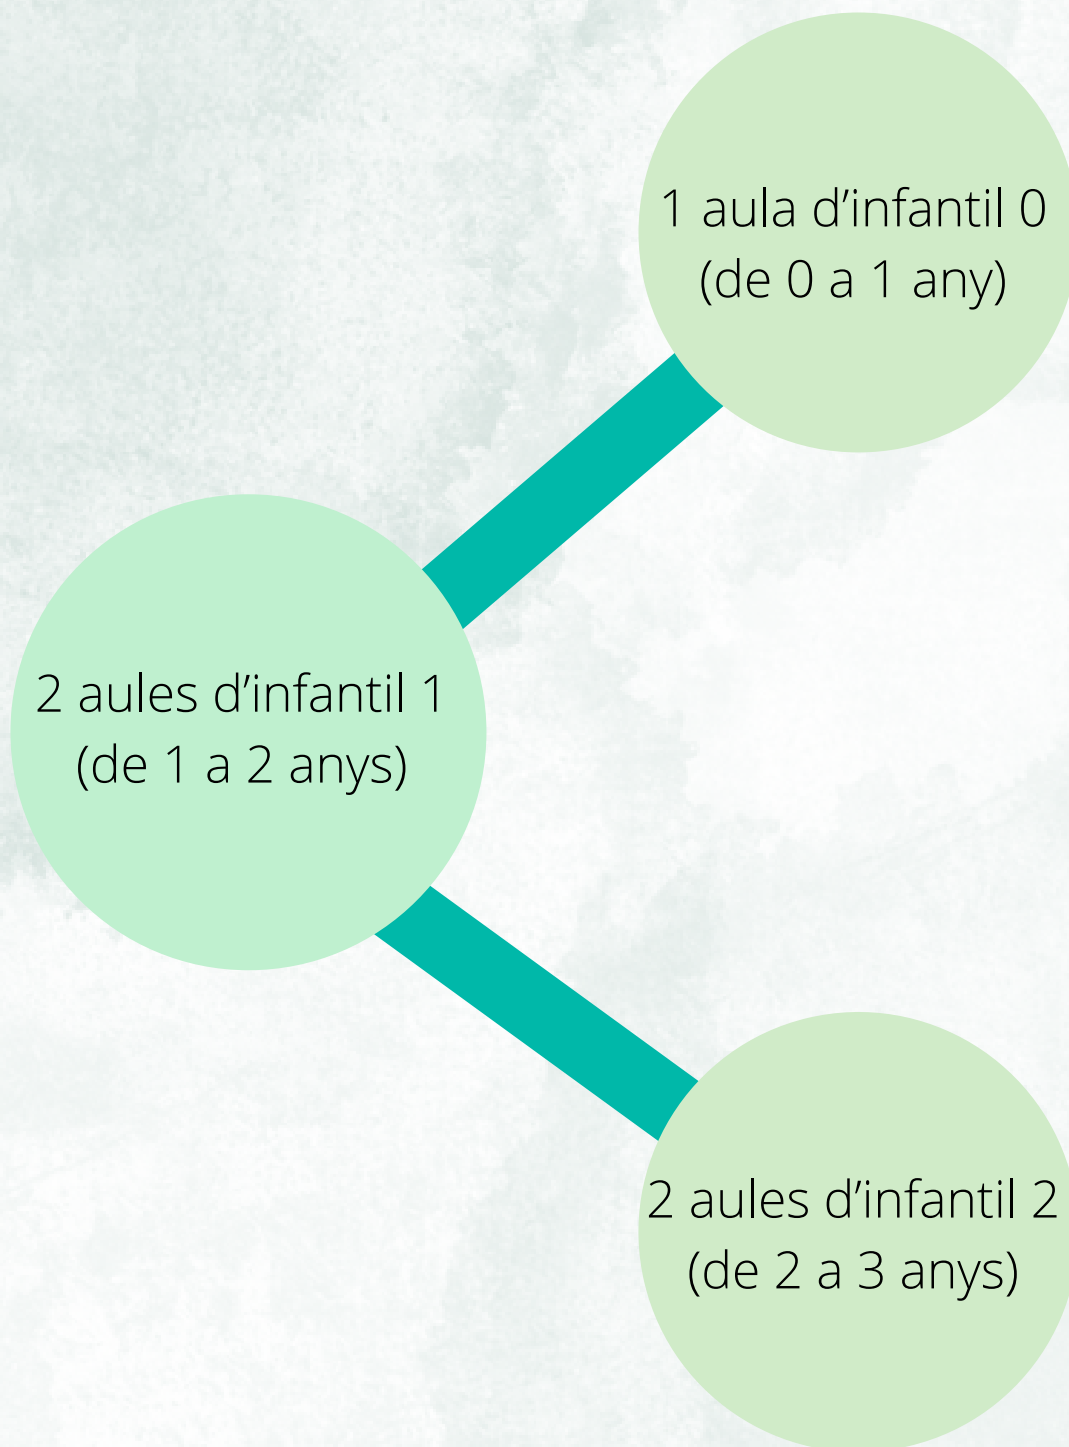 1 aula d’infantil 0
(de 0 a 1 any)
2 aules d’infantil 1
(de 1 a 2 anys)
2 aules d’infantil 2
(de 2 a 3 anys)